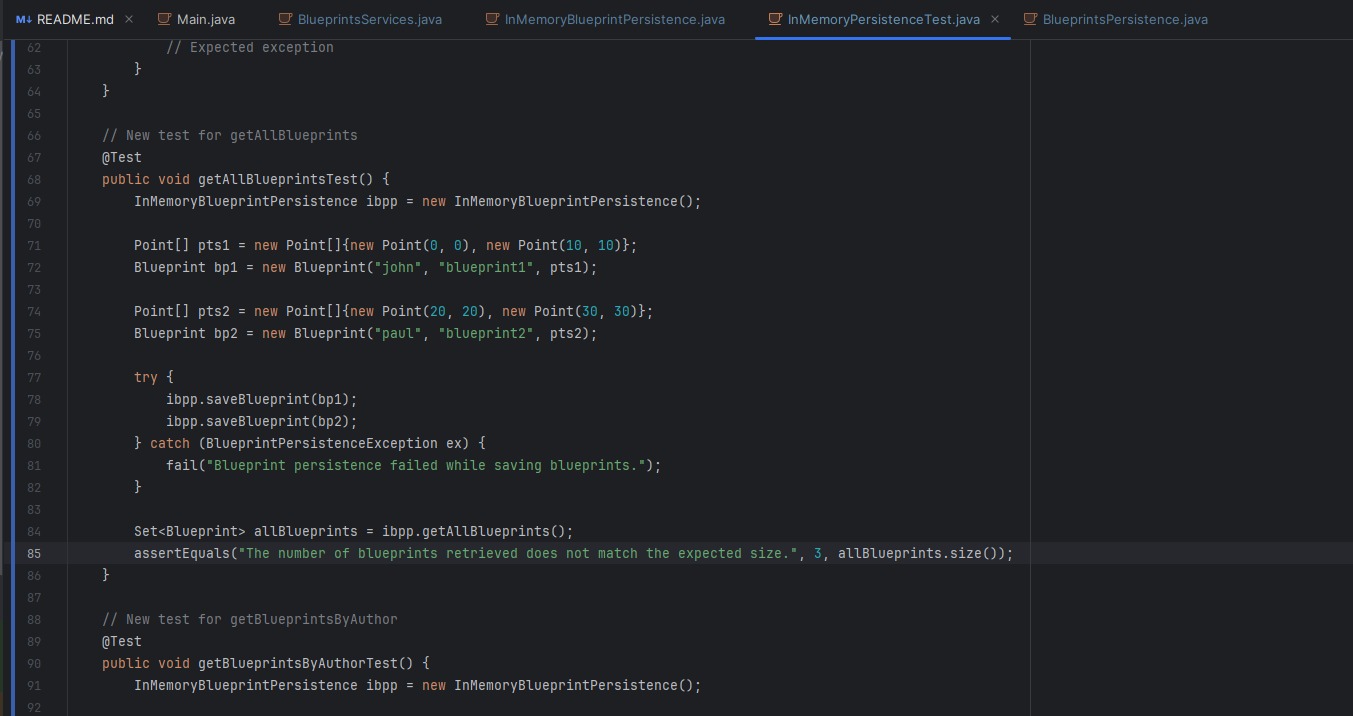 M↓ README.md × Main.java BlueprintsServices.java InMemoryBlueprintPersistence.java InMemoryPersistenceTest.java × BlueprintsPersistence.java
62 // Expected exception
63 }
64 }
65
66 // New test for getAllBlueprints
67 @Test
68 public void getAllBlueprintsTest() {
69 InMemoryBlueprintPersistence ibpp = new InMemoryBlueprintPersistence();
70
71 Point[] pts1 = new Point[]{new Point(0, 0), new Point(10, 10)};
72 Blueprint bp1 = new Blueprint("john", "blueprint1", pts1);
73
74 Point[] pts2 = new Point[]{new Point(20, 20), new Point(30, 30)};
75 Blueprint bp2 = new Blueprint("paul", "blueprint2", pts2);
76
77 try {
78 ibpp.saveBlueprint(bp1);
79 ibpp.saveBlueprint(bp2);
80 } catch (BlueprintPersistenceException ex) {
81 fail("Blueprint persistence failed while saving blueprints.");
82 }
83
84 Set<Blueprint> allBlueprints = ibpp.getAllBlueprints();
85 assertEquals("The number of blueprints retrieved does not match the expected size.", 3, allBlueprints.size());
86 }
87
88 // New test for getBlueprintsByAuthor
89 @Test
90 public void getBlueprintsByAuthorTest() {
91 InMemoryBlueprintPersistence ibpp = new InMemoryBlueprintPersistence();
92